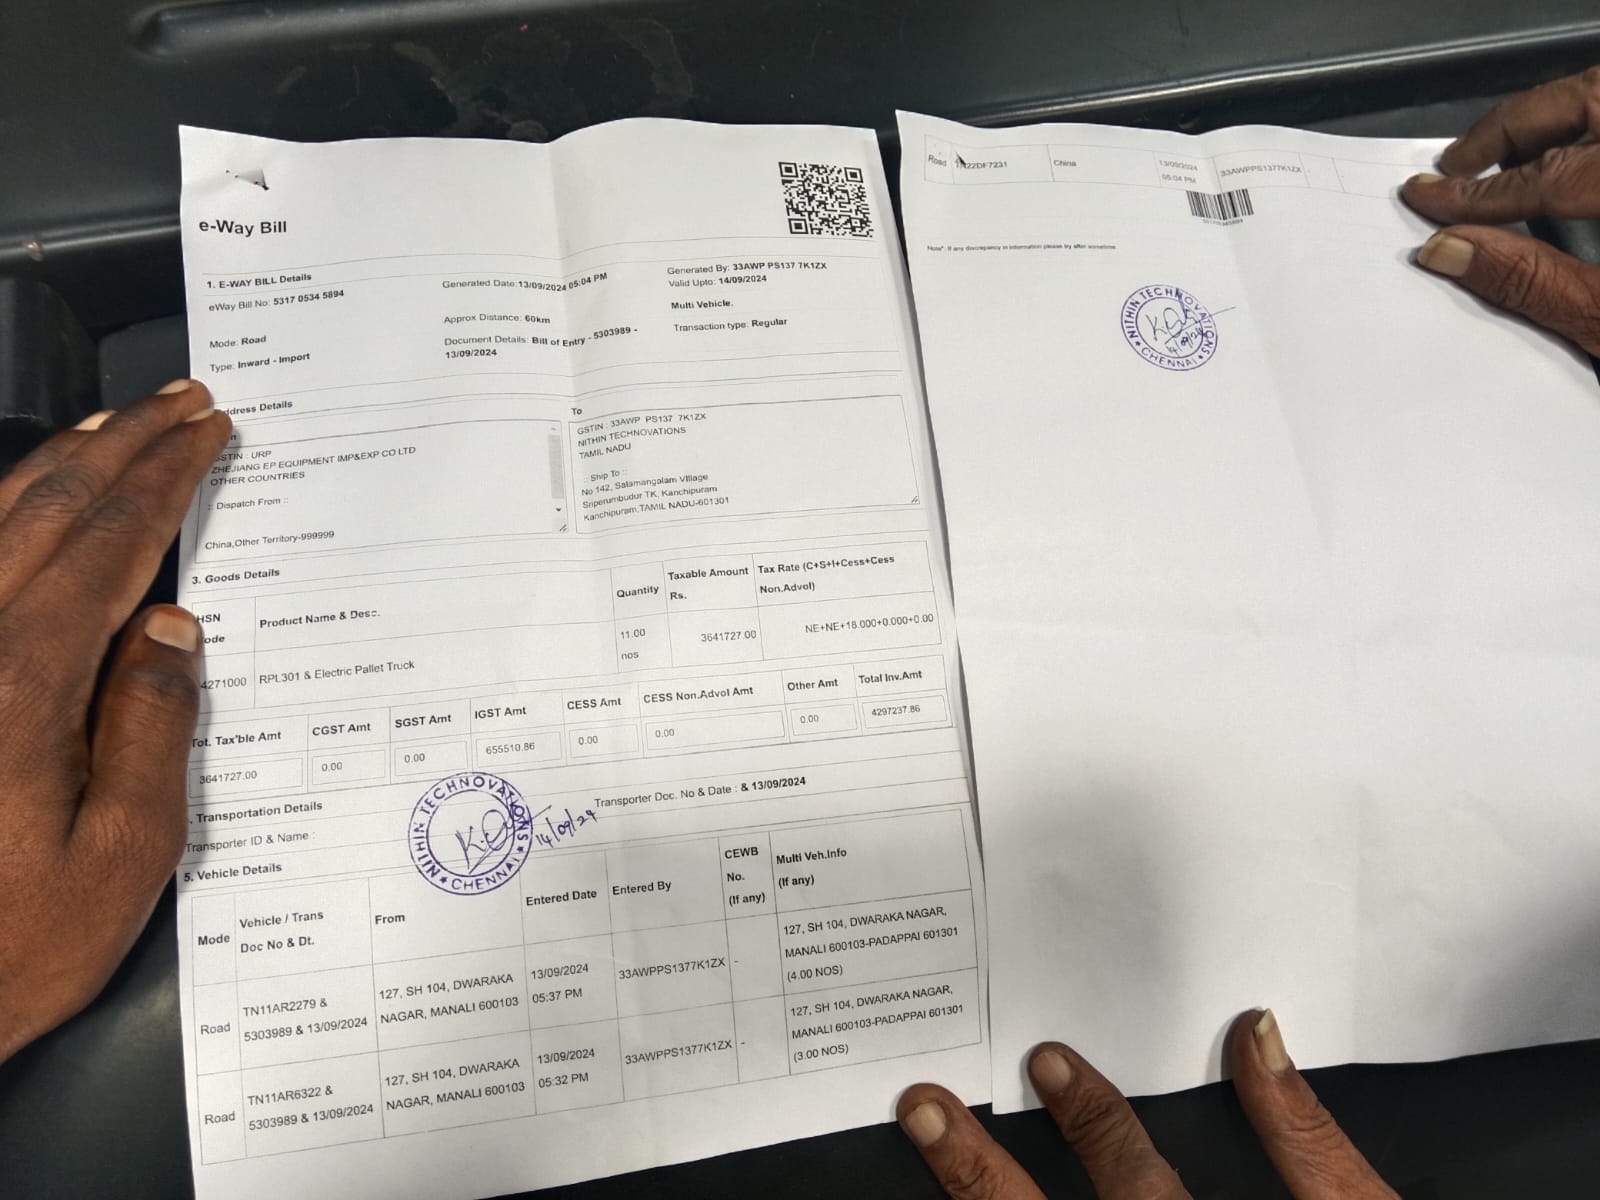 e-Way Bill
1. E-WAY BILL Details
eWay Bill No: 5317 0534 5894
Generated Date:13/09/2024 05:04 PM
Generated By: 33AWP PS137 7K1ZX
Valid Upto: 14/09/2024
Mode: Road
Approx Distance: 60km
Multi Vehicle.
Type: Inward - Import
Document Details: Bill of Entry - 5303989 -
13/09/2024
Transaction type: Regular
ddress Details
To
STIN : URP
ZHEJIANG EP EQUIPMENT IMP&EXP CO LTD
OTHER COUNTRIES
:: Dispatch From ::
China,Other Territory-999999
GSTIN : 33AWP PS137 7K1ZX
NITHIN TECHNOVATIONS
TAMIL NADU
:: Ship To ::
No 142, Salamangalam Village
Sriperumbudur TK, Kanchipuram
Kanchipuram,TAMIL NADU-601301
3. Goods Details
HSN
ode
Product Name & Desc.
Quantity
Taxable Amount
Rs.
Tax Rate (C+S+I+Cess+Cess
Non.Advol)
4271000
RPL301 & Electric Pallet Truck
11.00
nos
3641727.00
NE+NE+18.000+0.000+0.00
Tot. Tax'ble Amt
CGST Amt
SGST Amt
IGST Amt
CESS Amt
CESS Non.Advol Amt
Other Amt
Total Inv.Amt
3641727.00
0.00
0.00
655510.86
0.00
0.00
0.00
4297237.86
. Transportation Details
Transporter ID & Name :
Transporter Doc. No & Date : & 13/09/2024
NITHIN TECHNOVATIONS
CHENNAI
14/09/24
5. Vehicle Details
Mode
Vehicle / Trans
Doc No & Dt.
From
Entered Date
Entered By
CEWB
No.
(If any)
Multi Veh.Info
(If any)
Road
TN11AR2279 &
5303989 & 13/09/2024
127, SH 104, DWARAKA
NAGAR, MANALI 600103
13/09/2024
05:37 PM
33AWPPS1377K1ZX
-
127, SH 104, DWARAKA NAGAR,
MANALI 600103-PADAPPAI 601301
(4.00 NOS)
Road
TN11AR6322 &
5303989 & 13/09/2024
127, SH 104, DWARAKA
NAGAR, MANALI 600103
13/09/2024
05:32 PM
33AWPPS1377K1ZX
-
127, SH 104, DWARAKA NAGAR,
MANALI 600103-PADAPPAI 601301
(3.00 NOS)
Road
China
13/09/2024
05:04 PM
33AWPPS1377K1ZX
-
-
Note*: If any discrepancy in information please try after sometime.
NITHIN TECHNOVATIONS
CHENNAI
14/09/24